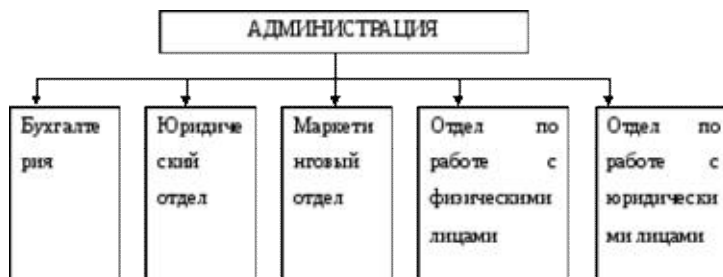 АДМИНИСТРАЦИЯ
Бухгалте
рия
Юридиче
ский
отдел
Маркети
нговый
отдел
Отдел по
работе с
физическими
лицами
Отдел по
работе с
юридически
ми лицами